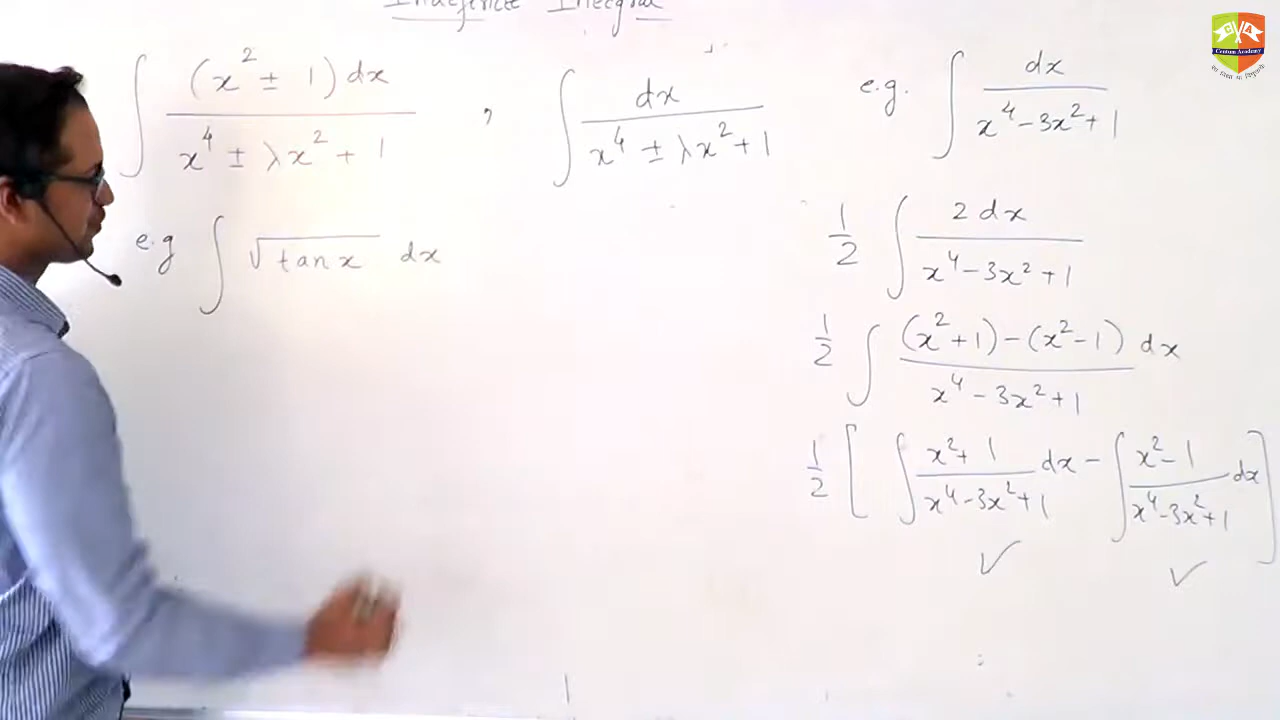 Indefinite Integral
∫ (x² ± 1) dx / (x⁴ ± λx² + 1) , ∫ dx / (x⁴ ± λx² + 1)
e.g ∫ √tan x dx
e.g. ∫ dx / (x⁴ - 3x² + 1)
1/2 ∫ 2 dx / (x⁴ - 3x² + 1)
1/2 ∫ (x² + 1) - (x² - 1) / (x⁴ - 3x² + 1) dx
1/2 [ ∫ (x² + 1) / (x⁴ - 3x² + 1) dx - ∫ (x² - 1) / (x⁴ - 3x² + 1) dx ]
✓ ✓
Centum Academy